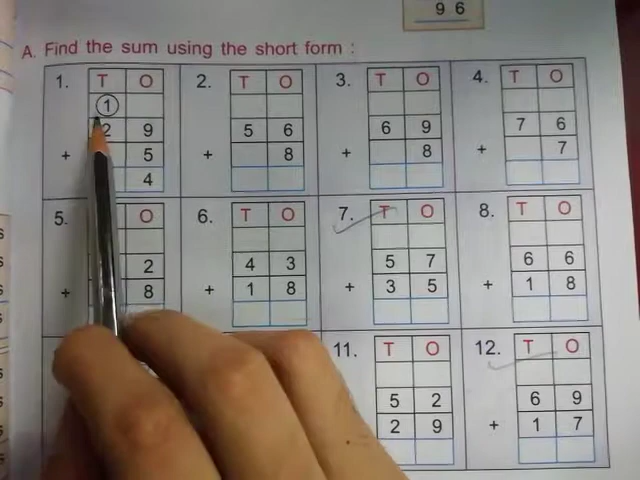 9 6
A. Find the sum using the short form :
1. T O 2. T O 3. T O 4. T O
1
2 9 5 6 6 9 7 6
+ 5 + 8 + 8 + 7
4
5. O 6. T O 7. T O 8. T O
2 4 3 5 7 6 6
+ 8 + 1 8 + 3 5 + 1 8
11. T O 12. T O
5 2 6 9
2 9 + 1 7